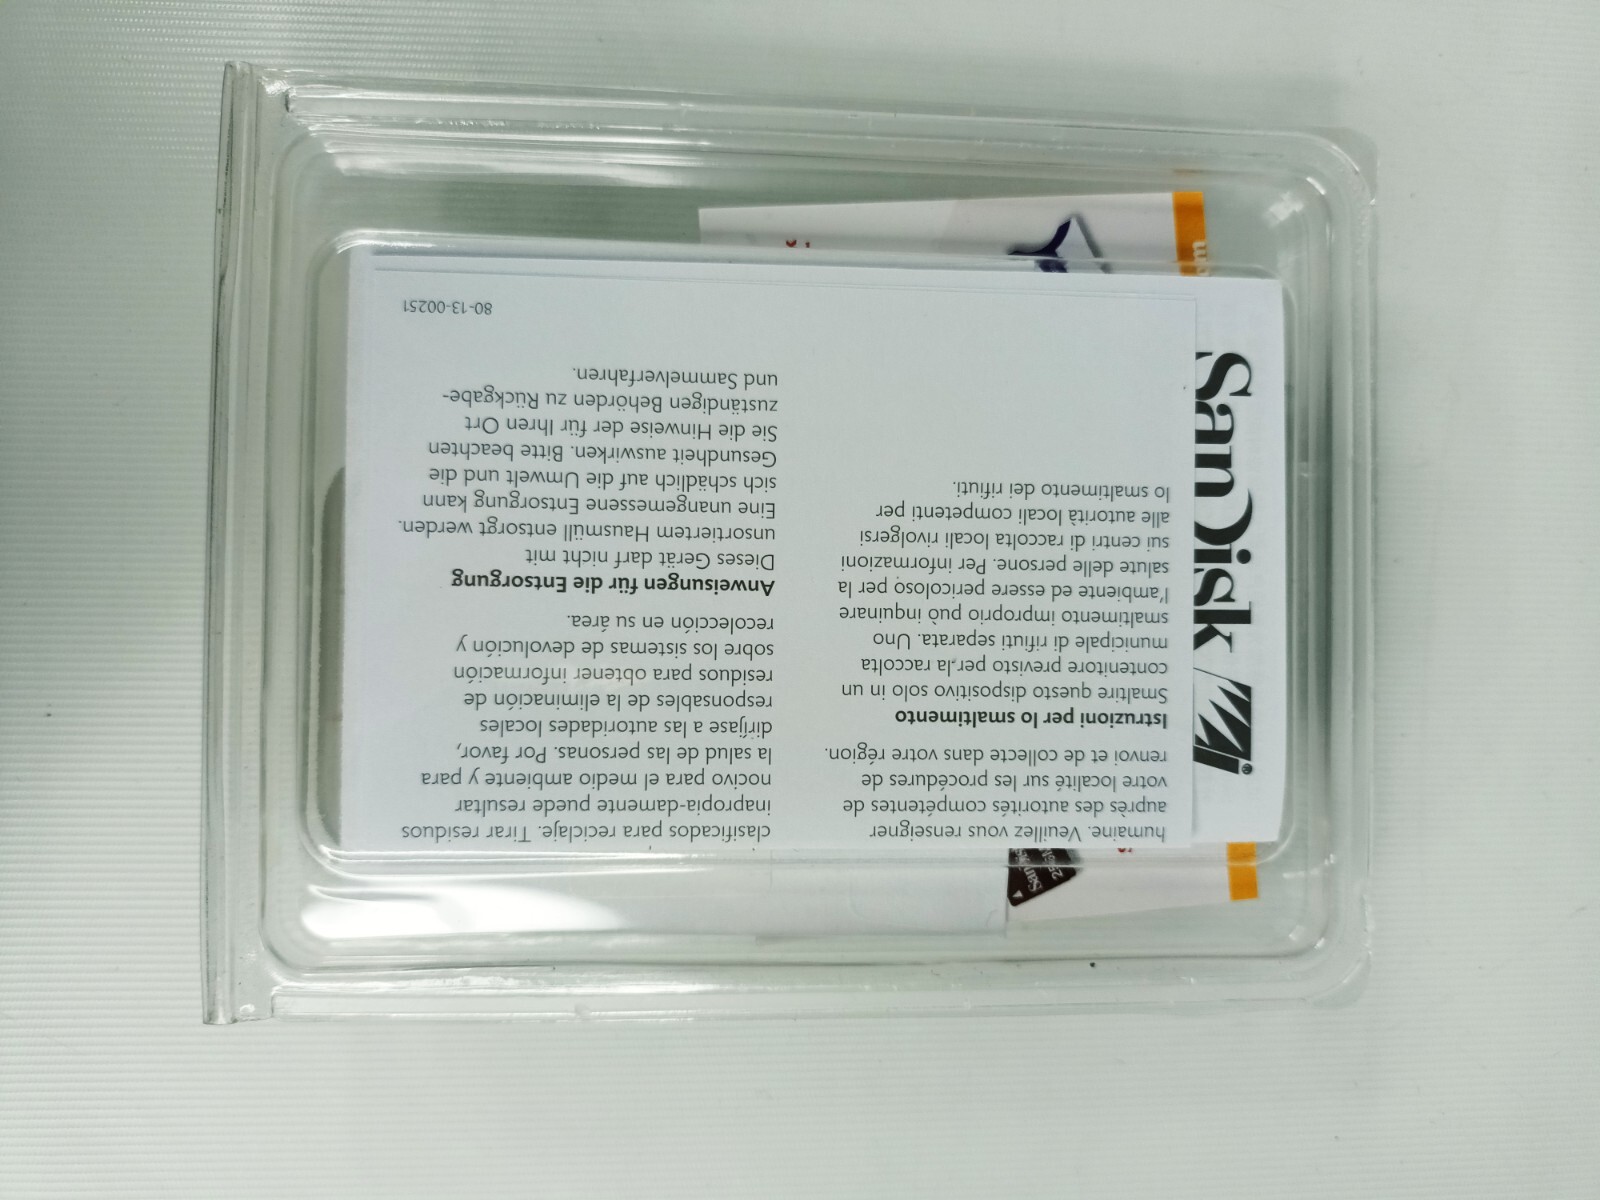 humaine. Veuillez vous renseigner
auprès des autorités compétentes de
votre localité sur les procédures de
renvoi et de collecte dans votre région.
Istruzioni per lo smaltimento
Smaltire questo dispositivo solo in un
contenitore previsto per la raccolta
municipale di rifiuti separata. Uno
smaltimento improprio può inquinare
l'ambiente ed essere pericoloso per la
salute delle persone. Per informazioni
sui centri di raccolta locali rivolgersi
alle autorità locali competenti per
lo smaltimento dei rifiuti.
clasificados para reciclaje. Tirar residuos
inapropia-damente puede resultar
nocivo para el medio ambiente y para
la salud de las personas. Por favor,
diríjase a las autoridades locales
responsables de la eliminación de
residuos para obtener información
sobre los sistemas de devolución y
recolección en su área.
Anweisungen für die Entsorgung
Dieses Gerät darf nicht mit
unsortiertem Hausmüll entsorgt werden.
Eine unangemessene Entsorgung kann
sich schädlich auf die Umwelt und die
Gesundheit auswirken. Bitte beachten
Sie die Hinweise der für Ihren Ort
zuständigen Behörden zu Rückgabe-
und Sammelverfahren.
80-13-00251
SanDisk®